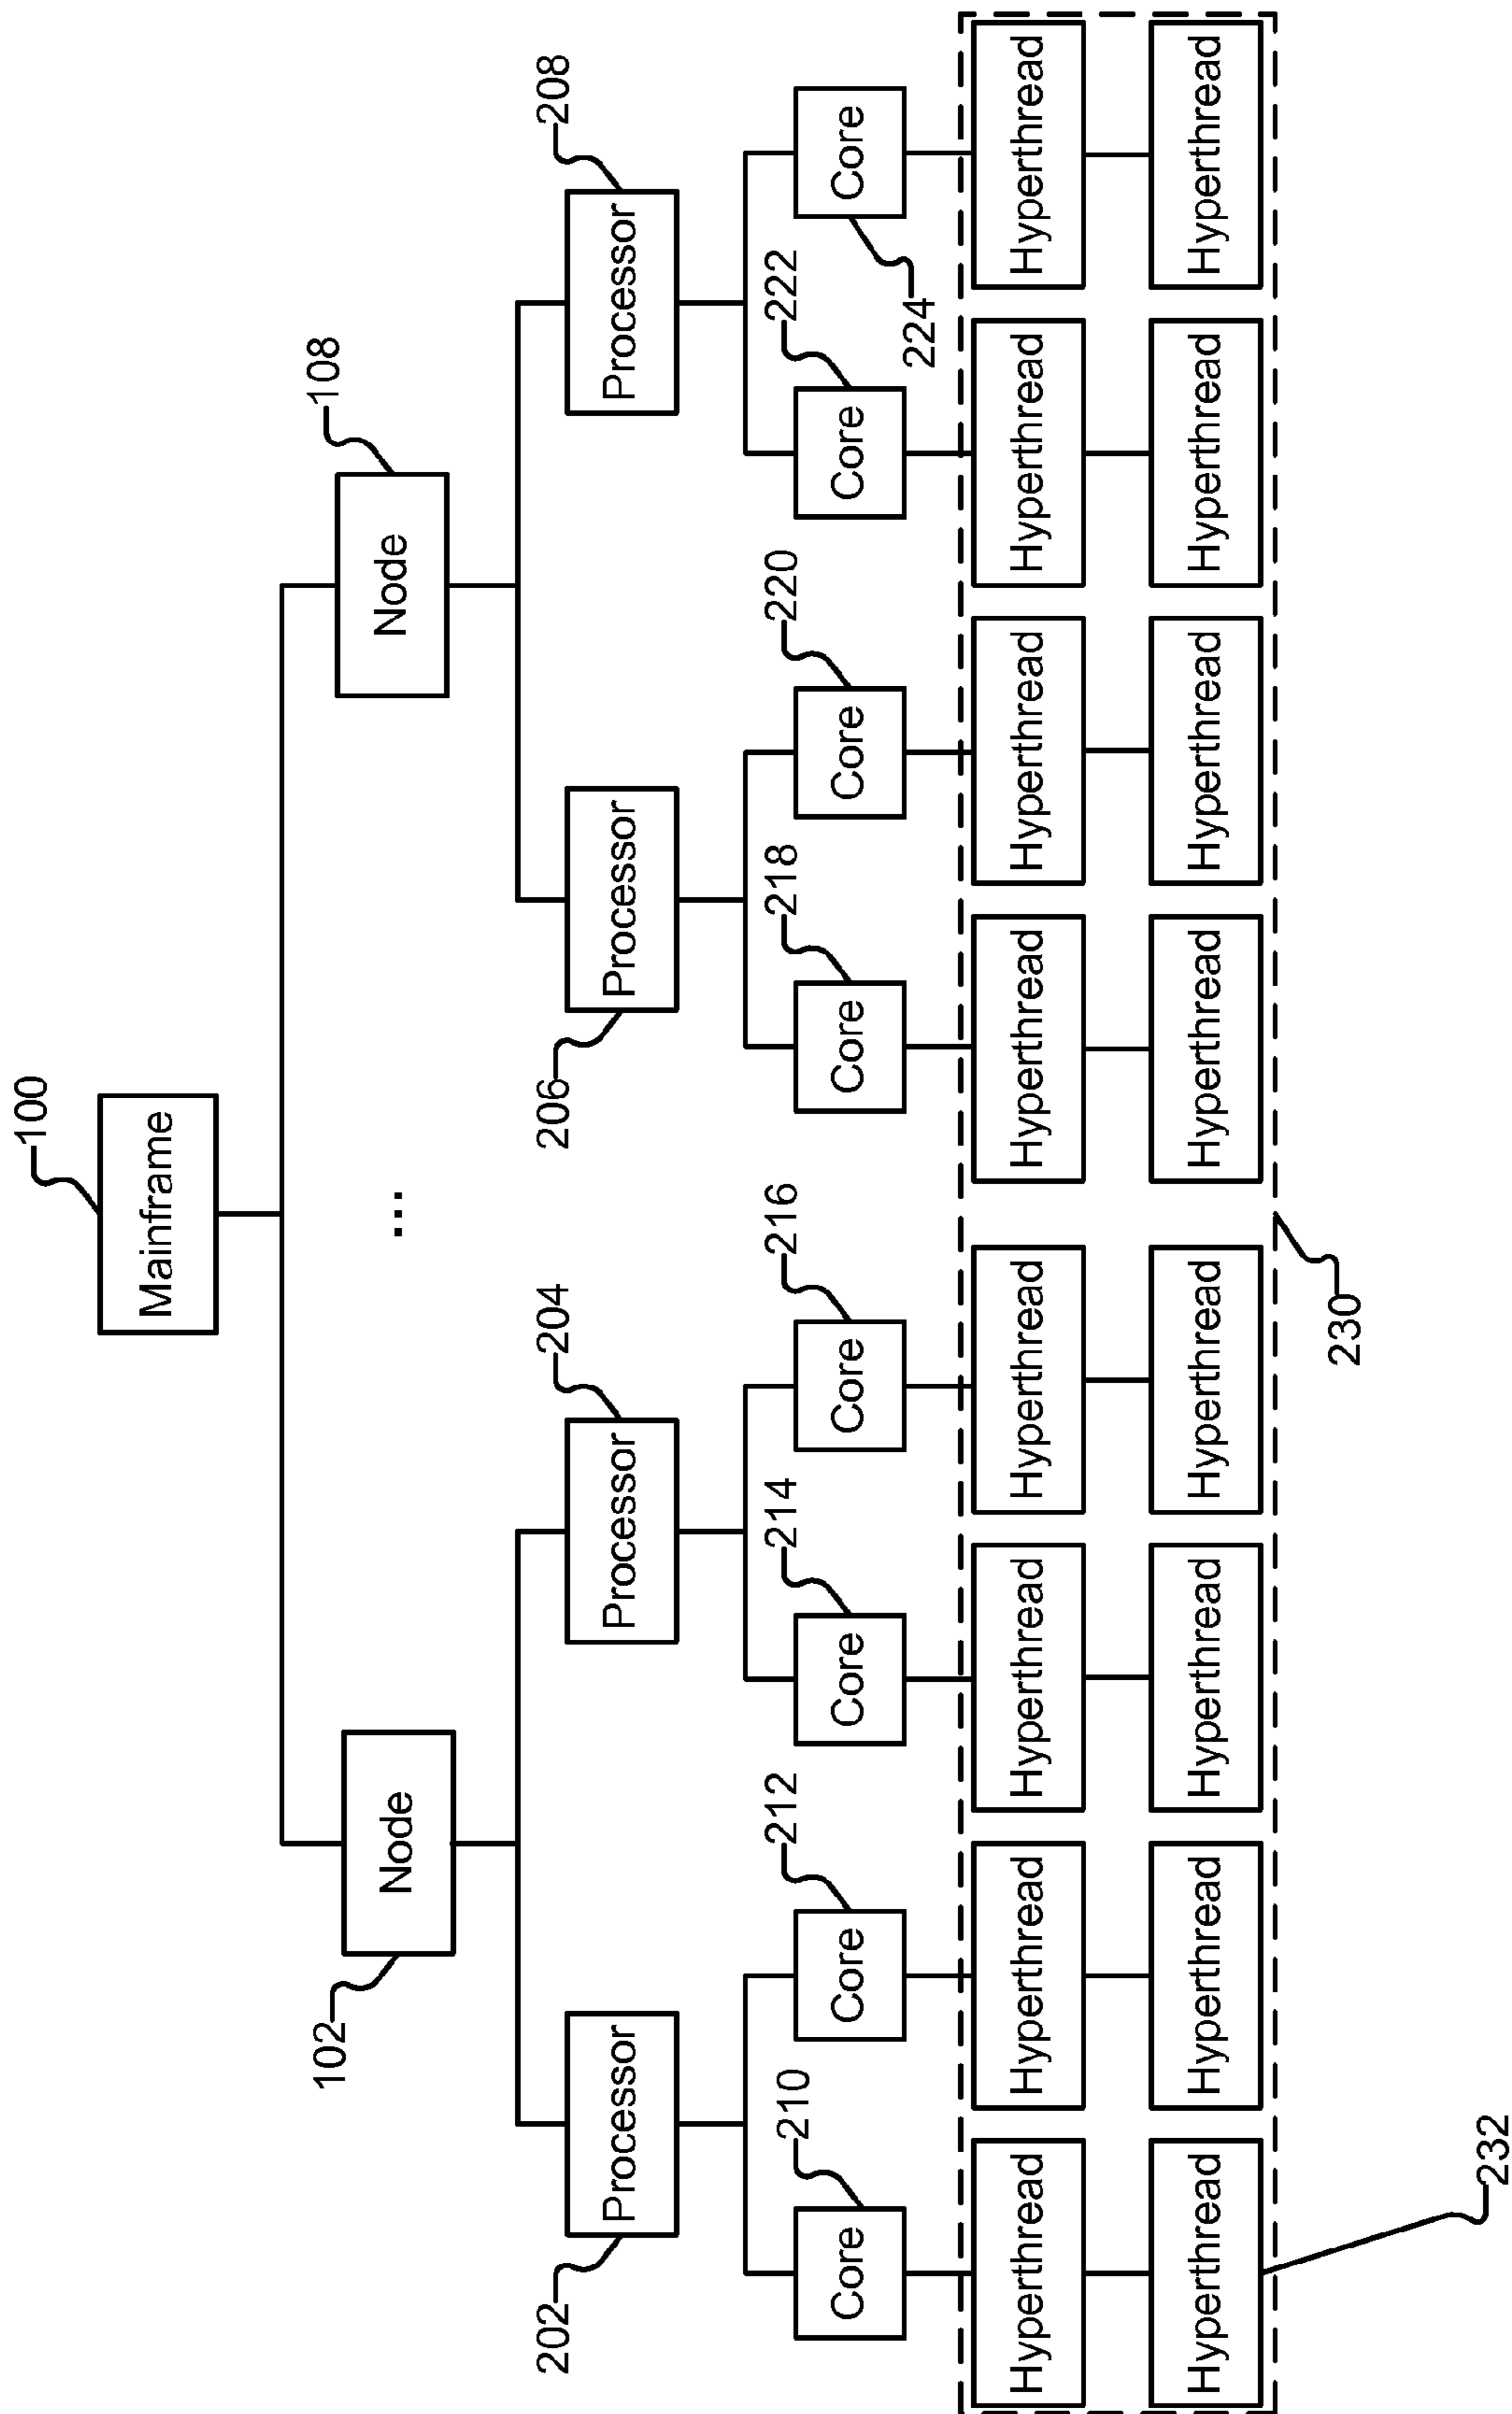 100
Mainframe
108
Node
...
102
Node
202
Processor
204
Processor
206
Processor
208
Processor
210
Core
212
Core
214
Core
216
Core
218
Core
220
Core
222
Core
224
Core
Hyperthread Hyperthread Hyperthread Hyperthread Hyperthread Hyperthread Hyperthread Hyperthread
Hyperthread Hyperthread Hyperthread Hyperthread Hyperthread Hyperthread Hyperthread Hyperthread
230
232